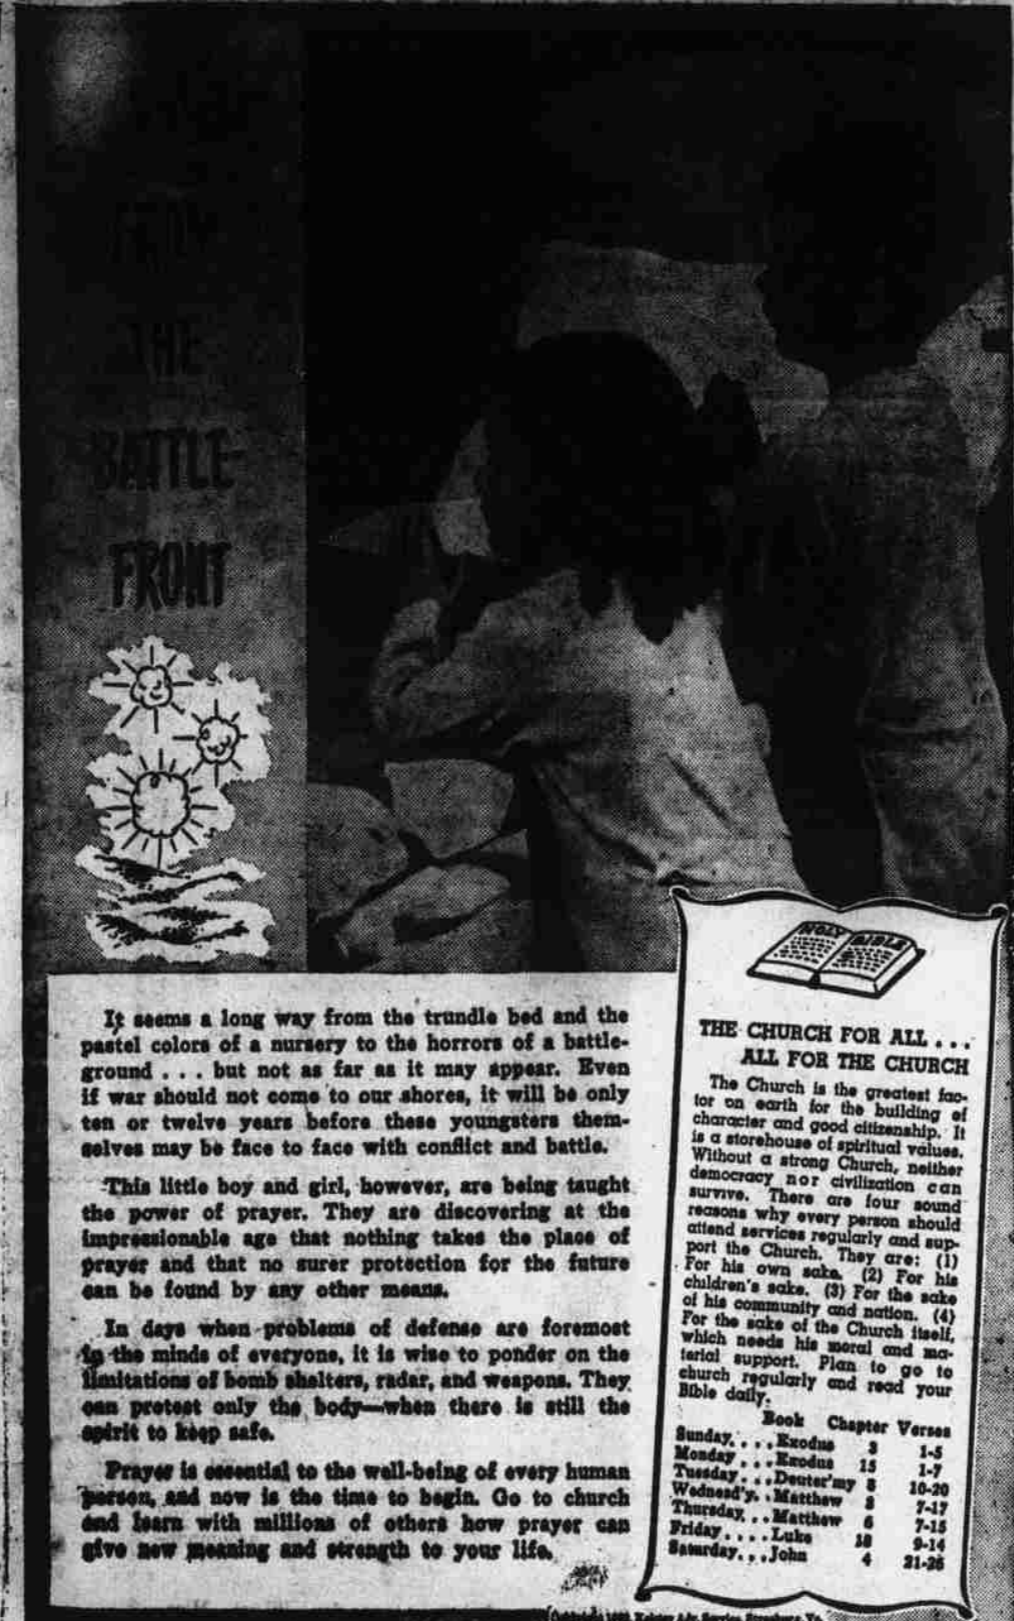 FROM
THE
BATTLE-
FRONT
It seems a long way from the trundle bed and the
pastel colors of a nursery to the horrors of a battle-
ground . . . but not as far as it may appear. Even
if war should not come to our shores, it will be only
ten or twelve years before these youngsters them-
selves may be face to face with conflict and battle.
This little boy and girl, however, are being taught
the power of prayer. They are discovering at the
impressionable age that nothing takes the place of
prayer and that no surer protection for the future
can be found by any other means.
In days when problems of defense are foremost
in the minds of everyone, it is wise to ponder on the
limitations of bomb shelters, radar, and weapons. They
can protect only the body—when there is still the
spirit to keep safe.
Prayer is essential to the well-being of every human
person, and now is the time to begin. Go to church
and learn with millions of others how prayer can
give new meaning and strength to your life.
HOLY BIBLE
THE CHURCH FOR ALL . . .
ALL FOR THE CHURCH
The Church is the greatest fac-
tor on earth for the building of
character and good citizenship. It
is a storehouse of spiritual values.
Without a strong Church, neither
democracy nor civilization can
survive. There are four sound
reasons why every person should
attend services regularly and sup-
port the Church. They are: (1)
For his own sake. (2) For his
children's sake. (3) For the sake
of his community and nation. (4)
For the sake of the Church itself,
which needs his moral and ma-
terial support. Plan to go to
church regularly and read your
Bible daily.
Book Chapter Verses
Sunday. . . . Exodus 3 1-5
Monday . . . Exodus 15 1-7
Tuesday . . . Deuter'my 8 10-20
Wednesd'y. . Matthew 3 7-17
Thursday. . . Matthew 6 7-15
Friday . . . . Luke 18 9-14
Saturday. . . John 4 21-26